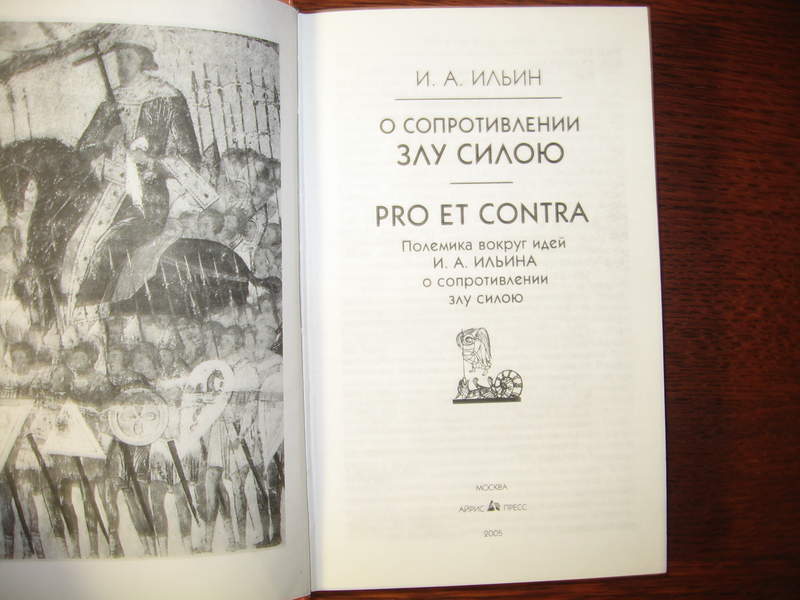 И. А. ИЛЬИН
О СОПРОТИВЛЕНИИ
ЗЛУ СИЛОЮ
PRO ET CONTRA
Полемика вокруг идей
И. А. ИЛЬИНА
о сопротивлении
злу силою
МОСКВА
АЙРИС ПРЕСС
2005